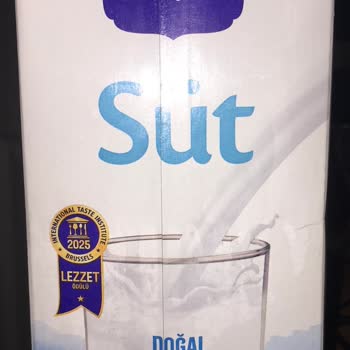 Süt
INTERNATIONAL TASTE INSTITUTE
2025
BRUSSELS
LEZZET
ÖDÜLÜ
DOĞAL